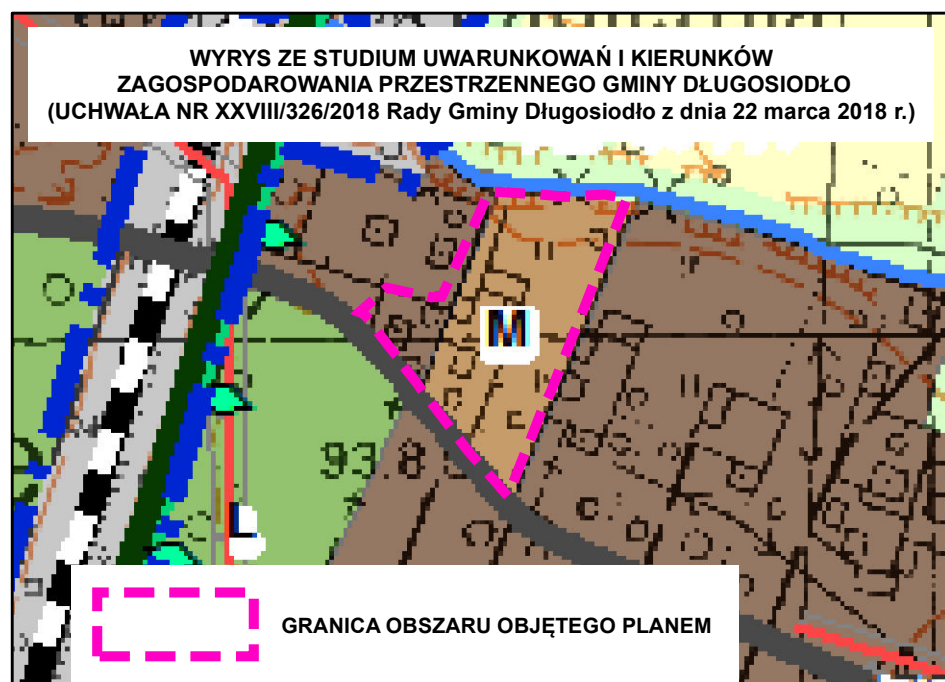 WYRYS ZE STUDIUM UWARUNKOWAŃ I KIERUNKÓW
ZAGOSPODAROWANIA PRZESTRZENNEGO GMINY DŁUGOSIODŁO
(UCHWAŁA NR XXVIII/326/2018 Rady Gminy Długosiodło z dnia 22 marca 2018 r.)
M
93.8
L
GRANICA OBSZARU OBJĘTEGO PLANEM